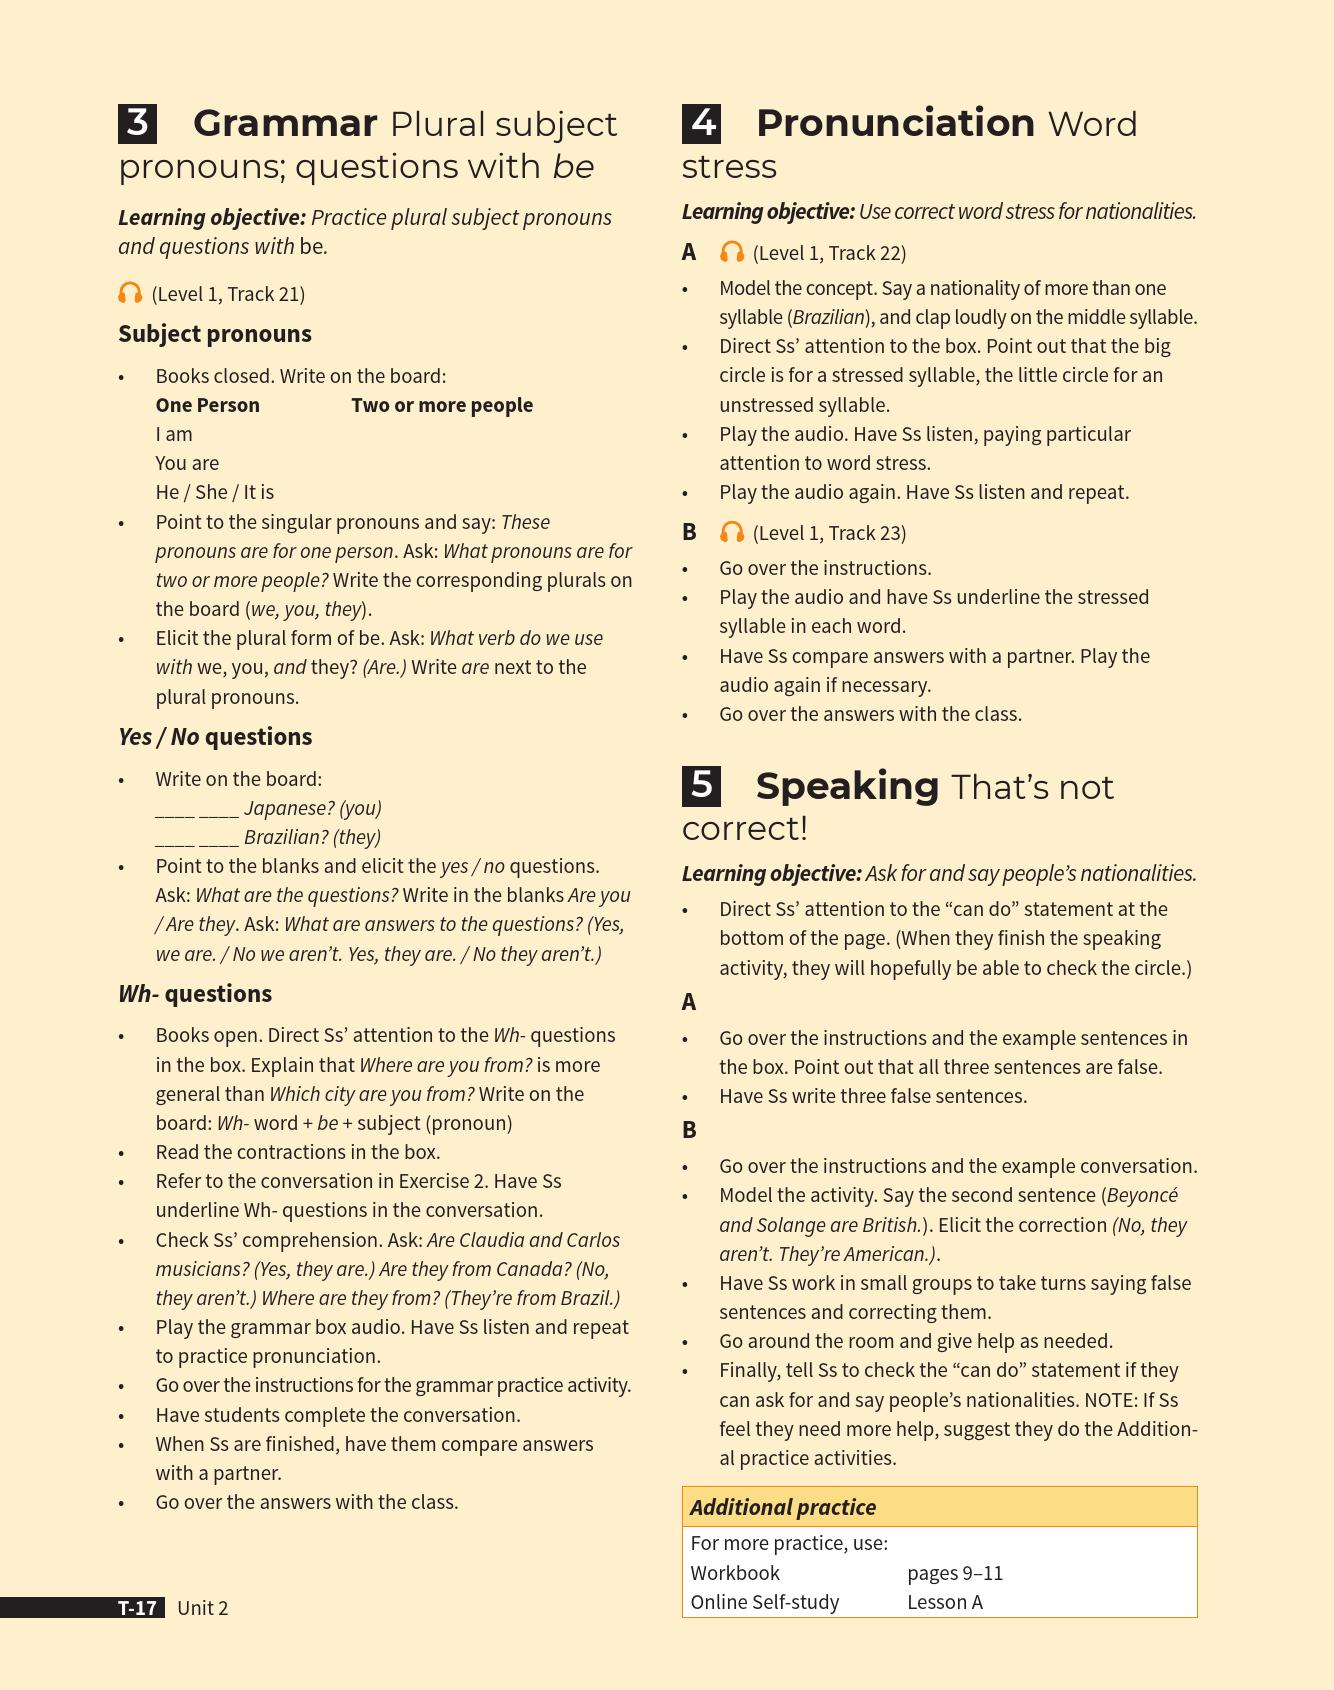 3 Grammar Plural subject
pronouns; questions with be
Learning objective: Practice plural subject pronouns
and questions with be.
(Level 1, Track 21)
Subject pronouns
• Books closed. Write on the board:
One Person Two or more people
I am
You are
He / She / It is
• Point to the singular pronouns and say: These
pronouns are for one person. Ask: What pronouns are for
two or more people? Write the corresponding plurals on
the board (we, you, they).
• Elicit the plural form of be. Ask: What verb do we use
with we, you, and they? (Are.) Write are next to the
plural pronouns.
Yes / No questions
• Write on the board:
____ ____ Japanese? (you)
____ ____ Brazilian? (they)
• Point to the blanks and elicit the yes / no questions.
Ask: What are the questions? Write in the blanks Are you
/ Are they. Ask: What are answers to the questions? (Yes,
we are. / No we aren’t. Yes, they are. / No they aren’t.)
Wh- questions
• Books open. Direct Ss’ attention to the Wh- questions
in the box. Explain that Where are you from? is more
general than Which city are you from? Write on the
board: Wh- word + be + subject (pronoun)
• Read the contractions in the box.
• Refer to the conversation in Exercise 2. Have Ss
underline Wh- questions in the conversation.
• Check Ss’ comprehension. Ask: Are Claudia and Carlos
musicians? (Yes, they are.) Are they from Canada? (No,
they aren’t.) Where are they from? (They’re from Brazil.)
• Play the grammar box audio. Have Ss listen and repeat
to practice pronunciation.
• Go over the instructions for the grammar practice activity.
• Have students complete the conversation.
• When Ss are finished, have them compare answers
with a partner.
• Go over the answers with the class.
4 Pronunciation Word
stress
Learning objective: Use correct word stress for nationalities.
A (Level 1, Track 22)
• Model the concept. Say a nationality of more than one
syllable (Brazilian), and clap loudly on the middle syllable.
• Direct Ss’ attention to the box. Point out that the big
circle is for a stressed syllable, the little circle for an
unstressed syllable.
• Play the audio. Have Ss listen, paying particular
attention to word stress.
• Play the audio again. Have Ss listen and repeat.
B (Level 1, Track 23)
• Go over the instructions.
• Play the audio and have Ss underline the stressed
syllable in each word.
• Have Ss compare answers with a partner. Play the
audio again if necessary.
• Go over the answers with the class.
5 Speaking That’s not
correct!
Learning objective: Ask for and say people’s nationalities.
• Direct Ss’ attention to the “can do” statement at the
bottom of the page. (When they finish the speaking
activity, they will hopefully be able to check the circle.)
A
• Go over the instructions and the example sentences in
the box. Point out that all three sentences are false.
• Have Ss write three false sentences.
B
• Go over the instructions and the example conversation.
• Model the activity. Say the second sentence (Beyoncé
and Solange are British.). Elicit the correction (No, they
aren’t. They’re American.).
• Have Ss work in small groups to take turns saying false
sentences and correcting them.
• Go around the room and give help as needed.
• Finally, tell Ss to check the “can do” statement if they
can ask for and say people’s nationalities. NOTE: If Ss
feel they need more help, suggest they do the Addition-
al practice activities.
Additional practice
For more practice, use:
Workbook pages 9–11
Online Self-study Lesson A
T-17 Unit 2